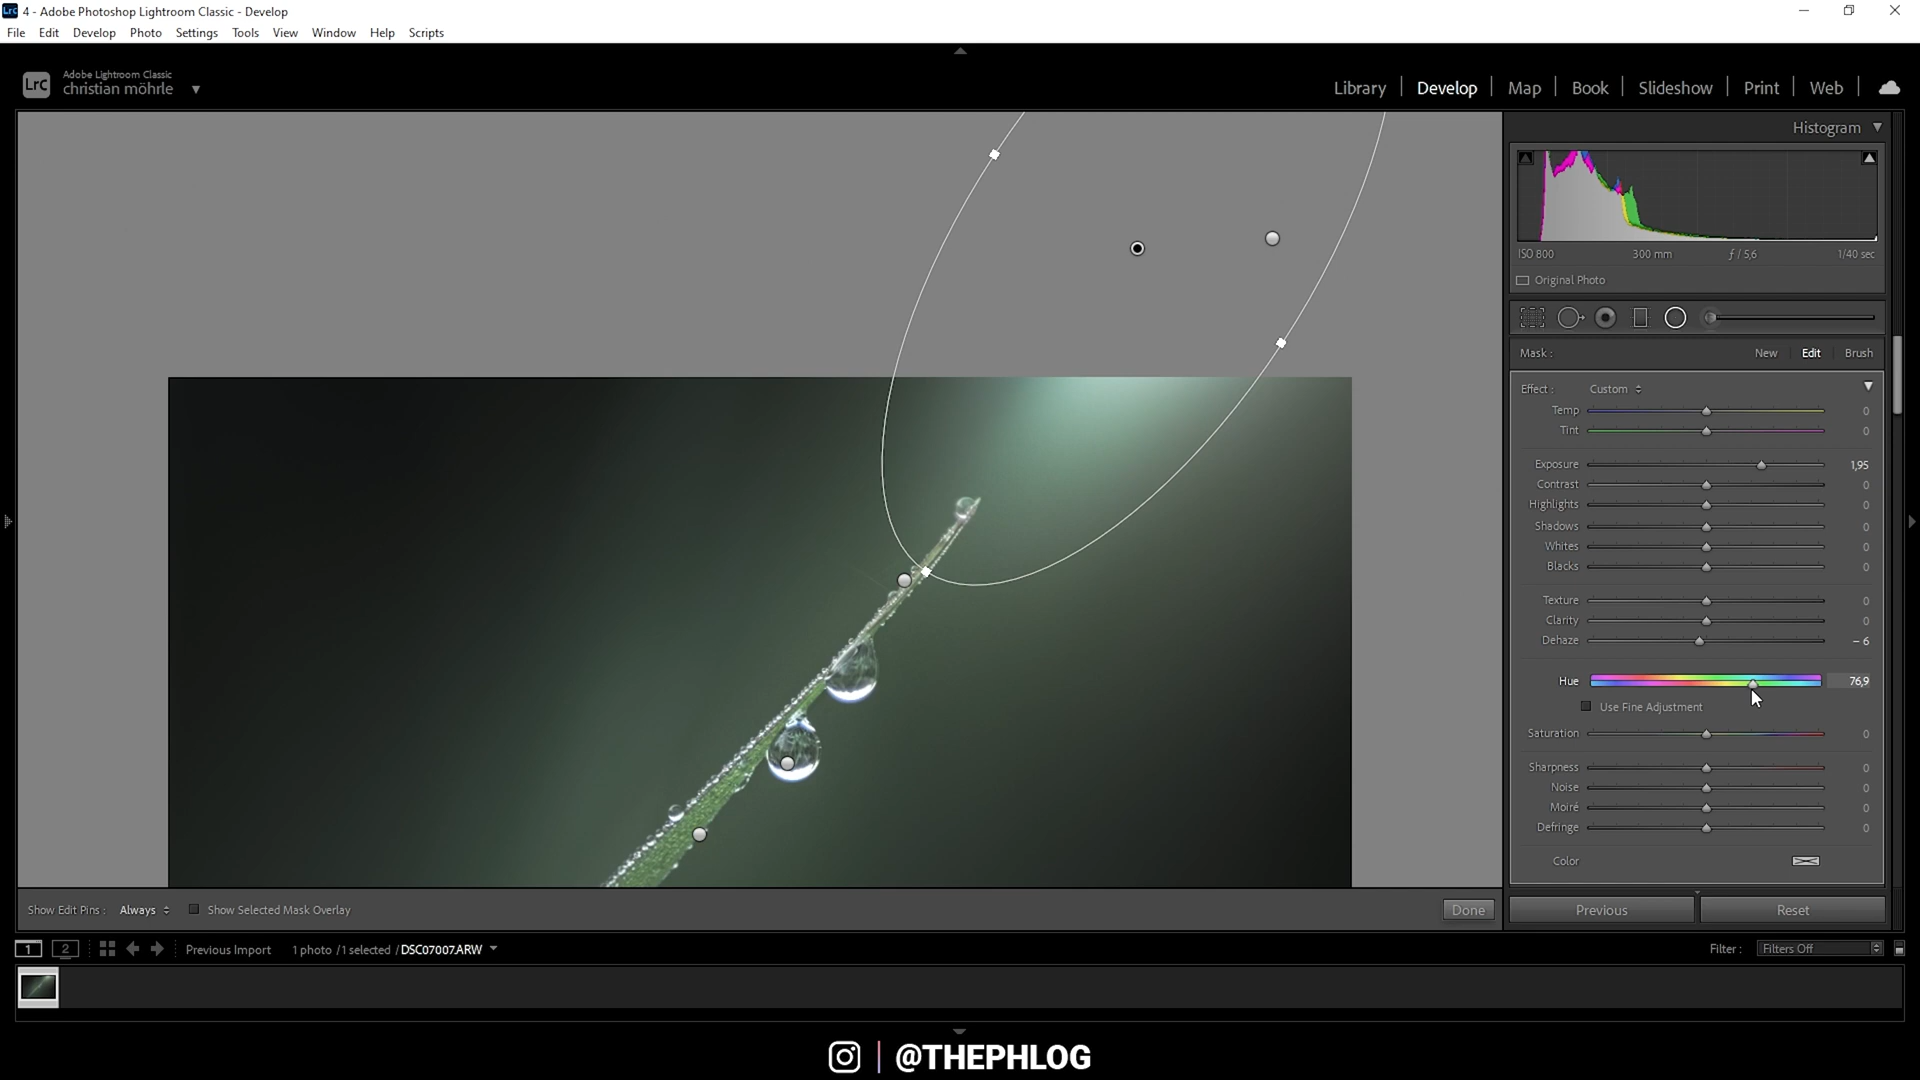 Lrc 4 - Adobe Photoshop Lightroom Classic - Develop
File Edit Develop Photo Settings Tools View Window Help Scripts
LrC Adobe Lightroom Classic
christian möhrle
Library Develop Map Book Slideshow Print Web
Histogram
ISO 800 300 mm ƒ / 5,6 1/40 sec
Original Photo
Mask : New Edit Brush
Effect : Custom
Temp 0
Tint 0
Exposure 1,95
Contrast 0
Highlights 0
Shadows 0
Whites 0
Blacks 0
Texture 0
Clarity 0
Dehaze – 6
Hue 76,9
Use Fine Adjustment
Saturation 0
Sharpness 0
Noise 0
Moiré 0
Defringe 0
Color
Show Edit Pins : Always Show Selected Mask Overlay Done
Previous Reset
1 2 Previous Import 1 photo / 1 selected / DSC07007.ARW Filter : Filters Off
@THEPHLOG